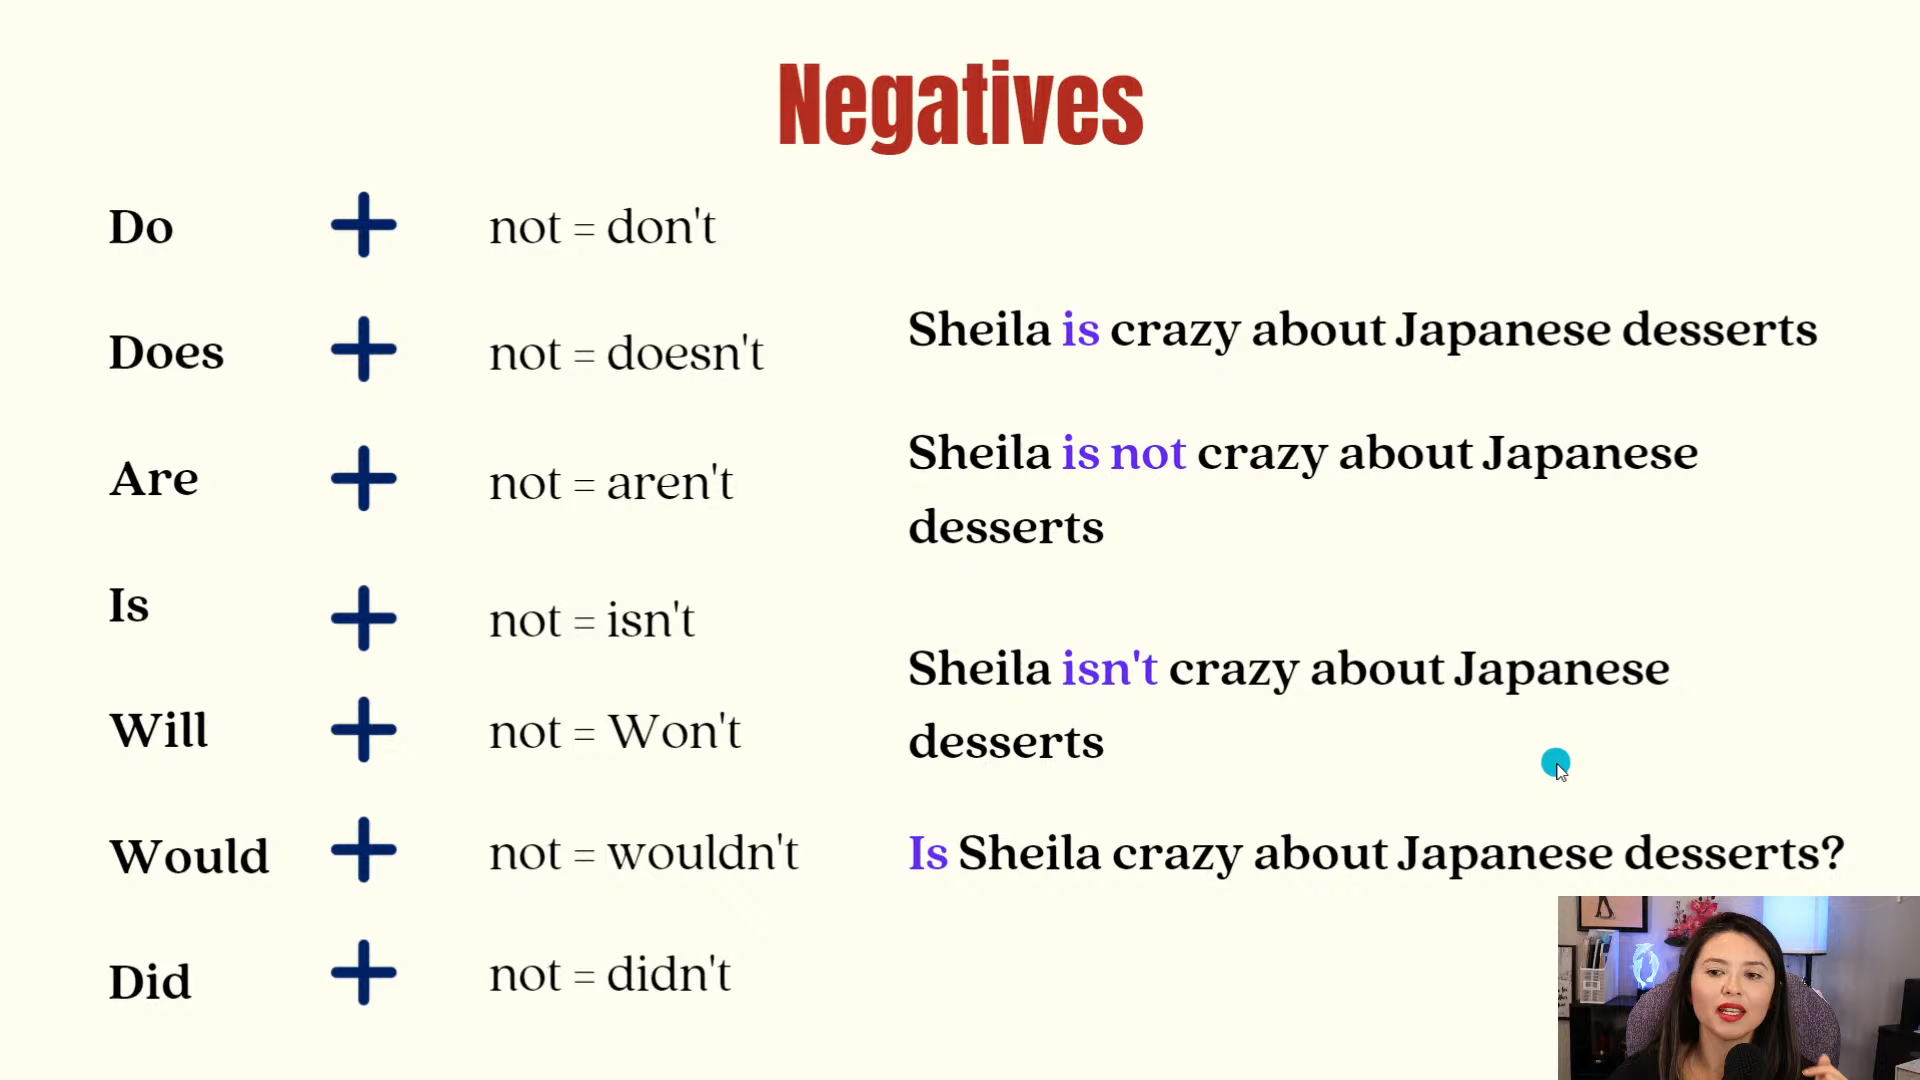 Negatives
Do + not = don't
Does + not = doesn't
Are + not = aren't
Is + not = isn't
Will + not = Won't
Would + not = wouldn't
Did + not = didn't
Sheila is crazy about Japanese desserts
Sheila is not crazy about Japanese
desserts
Sheila isn't crazy about Japanese
desserts
Is Sheila crazy about Japanese desserts?